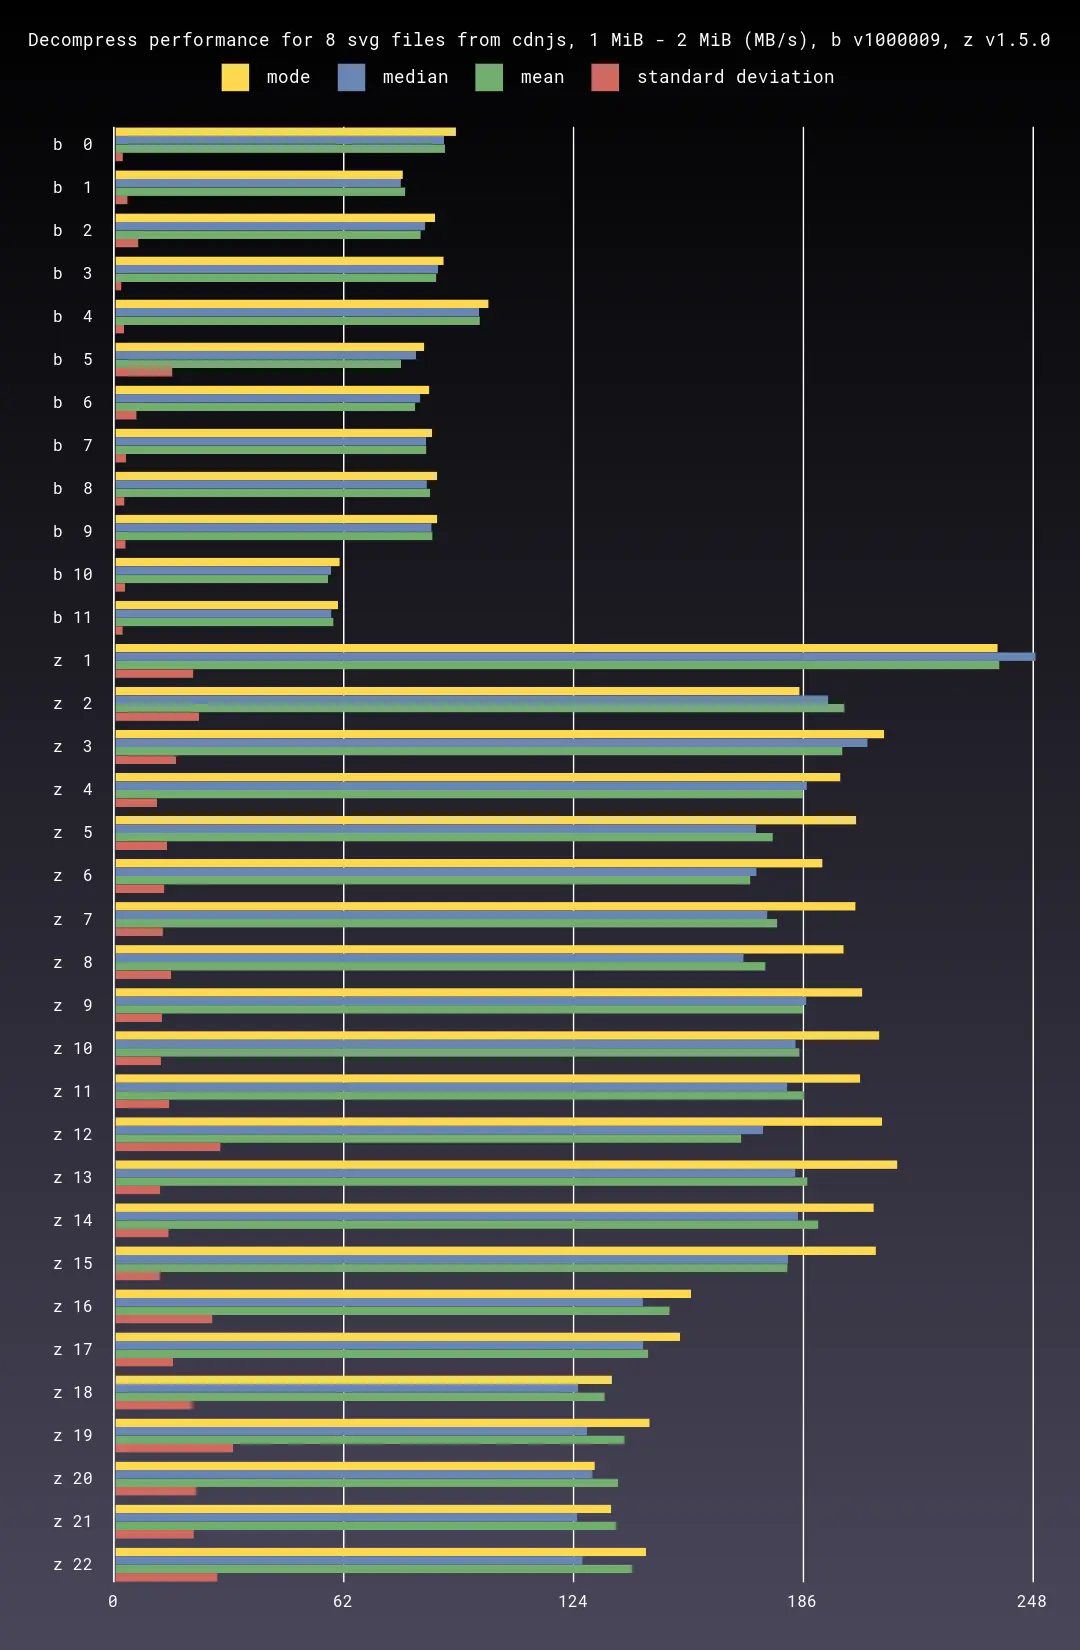 Decompress performance for 8 svg files from cdnjs, 1 MiB - 2 MiB (MB/s), b v1000009, z v1.5.0
mode median mean standard deviation
b 0
b 1
b 2
b 3
b 4
b 5
b 6
b 7
b 8
b 9
b 10
b 11
z 1
z 2
z 3
z 4
z 5
z 6
z 7
z 8
z 9
z 10
z 11
z 12
z 13
z 14
z 15
z 16
z 17
z 18
z 19
z 20
z 21
z 22
0 62 124 186 248